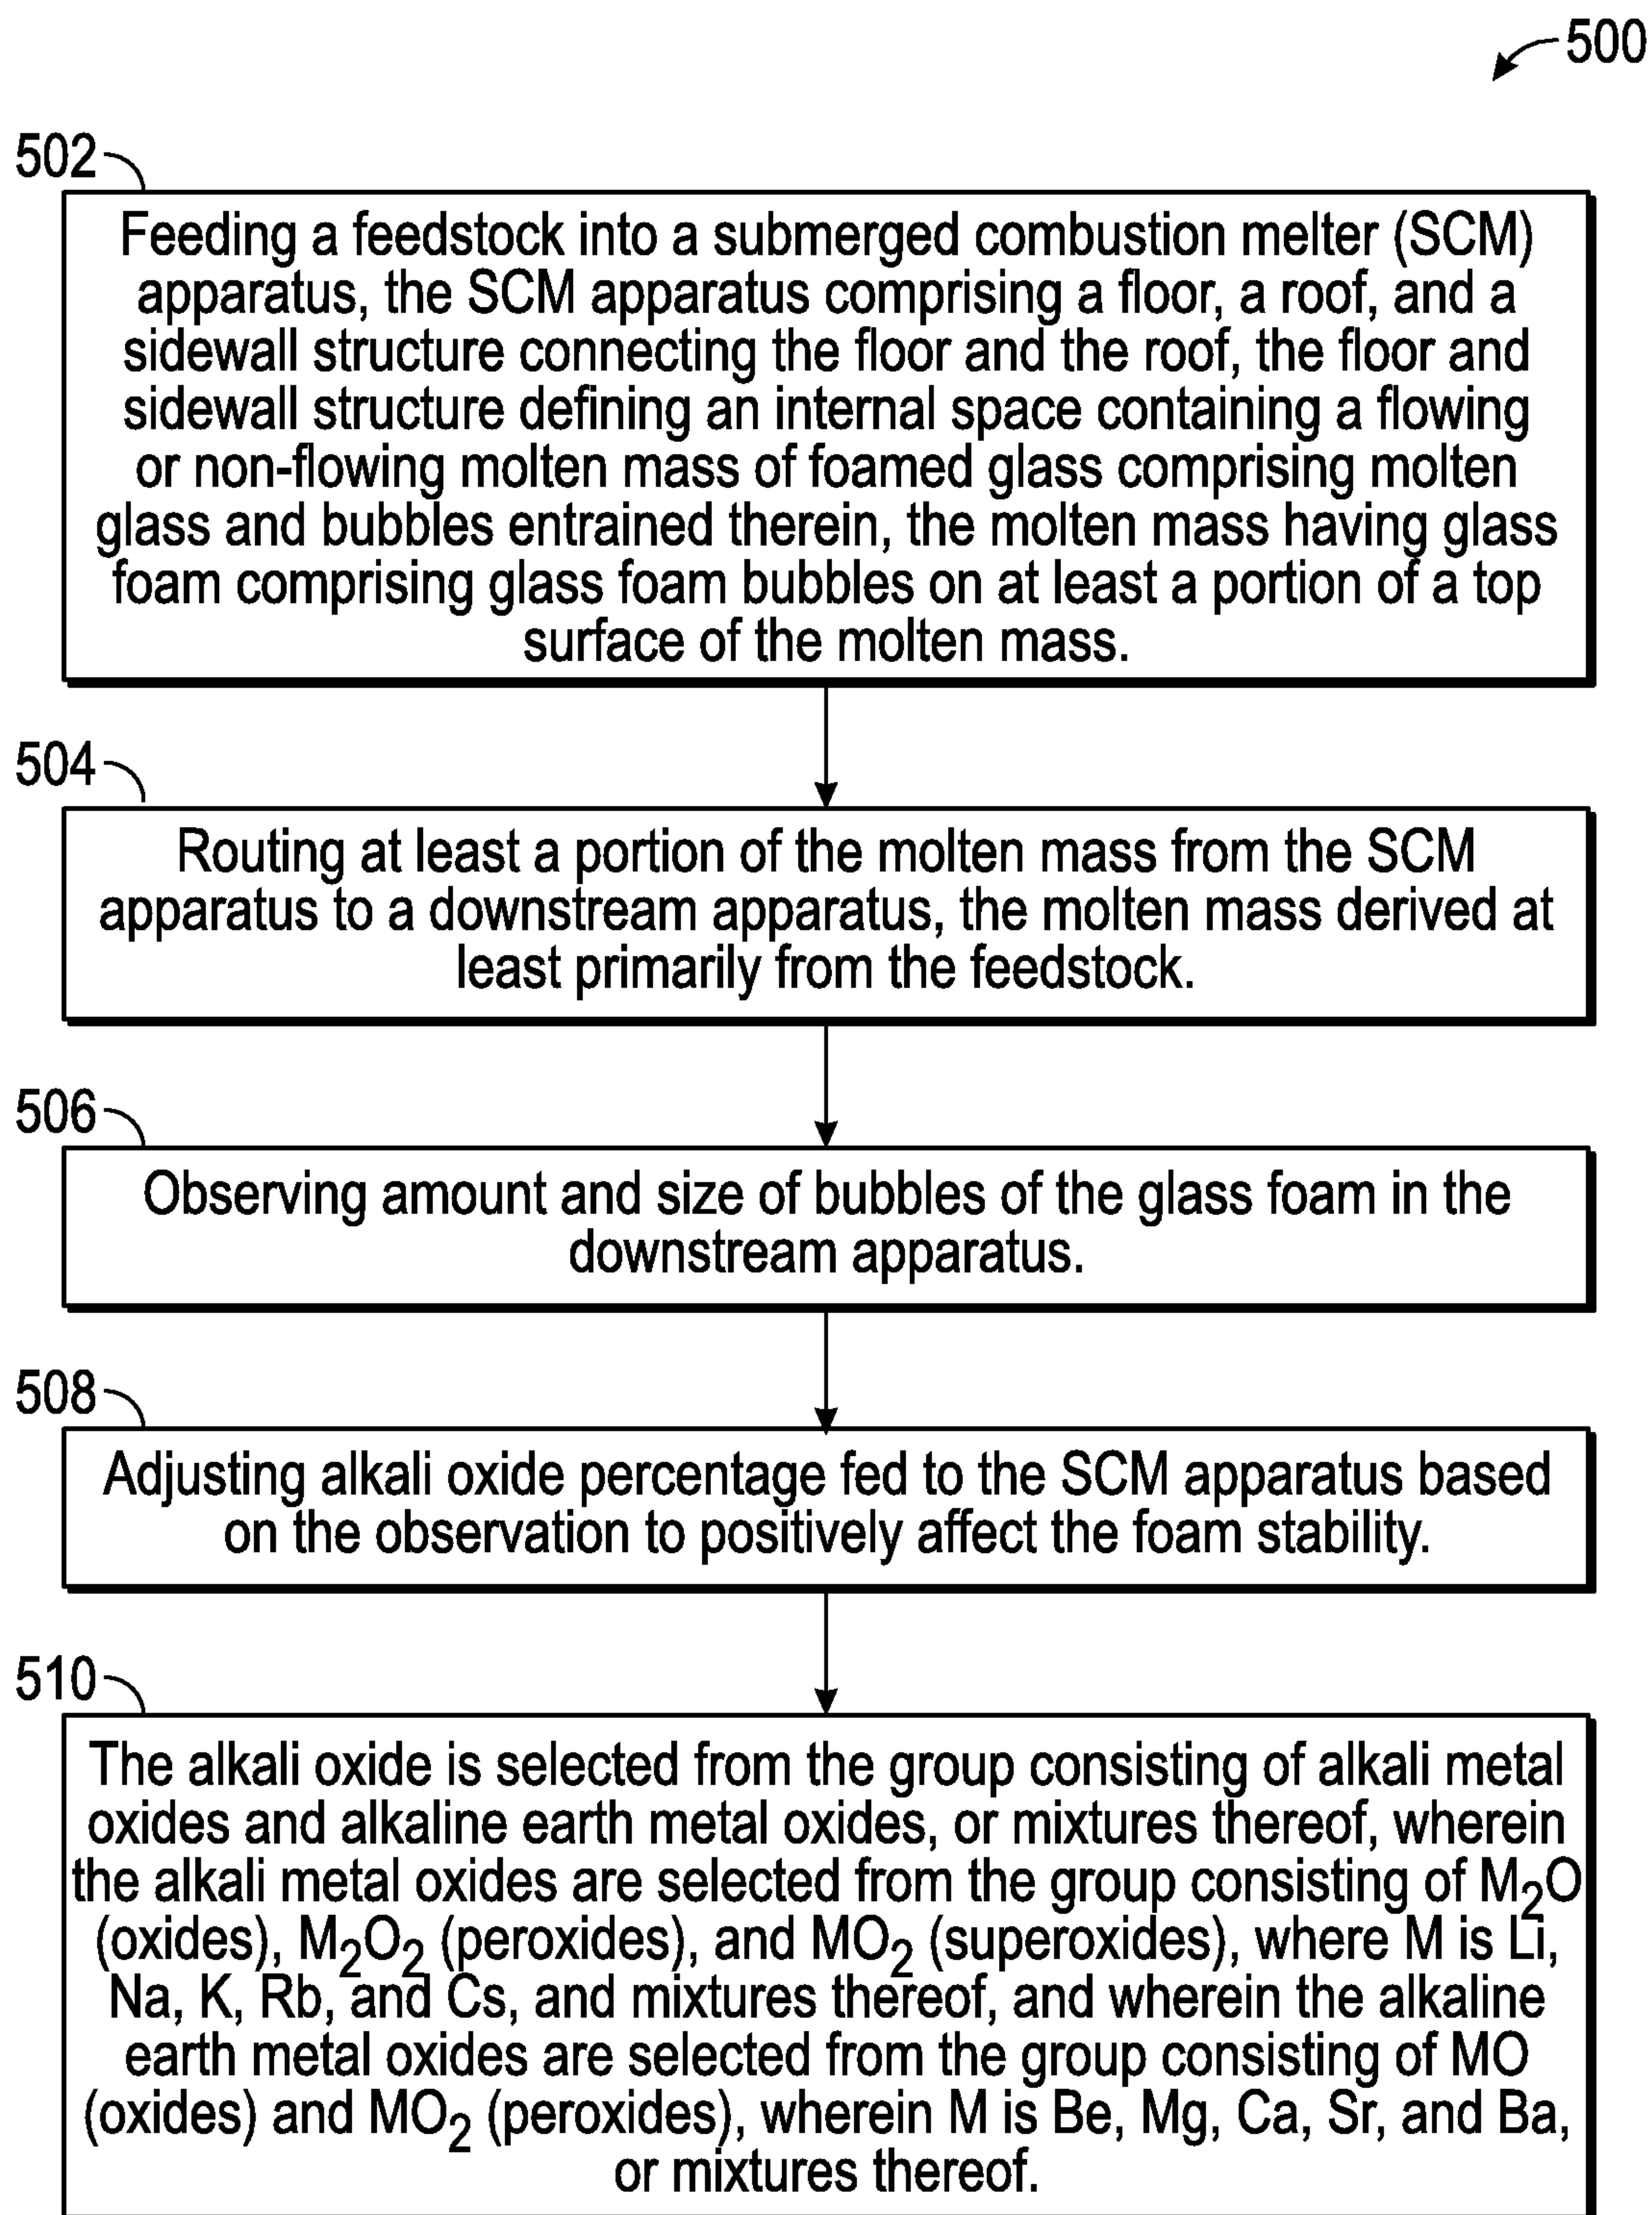 500
502
Feeding a feedstock into a submerged combustion melter (SCM)
apparatus, the SCM apparatus comprising a floor, a roof, and a
sidewall structure connecting the floor and the roof, the floor and
sidewall structure defining an internal space containing a flowing
or non-flowing molten mass of foamed glass comprising molten
glass and bubbles entrained therein, the molten mass having glass
foam comprising glass foam bubbles on at least a portion of a top
surface of the molten mass.
504
Routing at least a portion of the molten mass from the SCM
apparatus to a downstream apparatus, the molten mass derived at
least primarily from the feedstock.
506
Observing amount and size of bubbles of the glass foam in the
downstream apparatus.
508
Adjusting alkali oxide percentage fed to the SCM apparatus based
on the observation to positively affect the foam stability.
510
The alkali oxide is selected from the group consisting of alkali metal
oxides and alkaline earth metal oxides, or mixtures thereof, wherein
the alkali metal oxides are selected from the group consisting of M₂O
(oxides), M₂O₂ (peroxides), and MO₂ (superoxides), where M is Li,
Na, K, Rb, and Cs, and mixtures thereof, and wherein the alkaline
earth metal oxides are selected from the group consisting of MO
(oxides) and MO₂ (peroxides), wherein M is Be, Mg, Ca, Sr, and Ba,
or mixtures thereof.